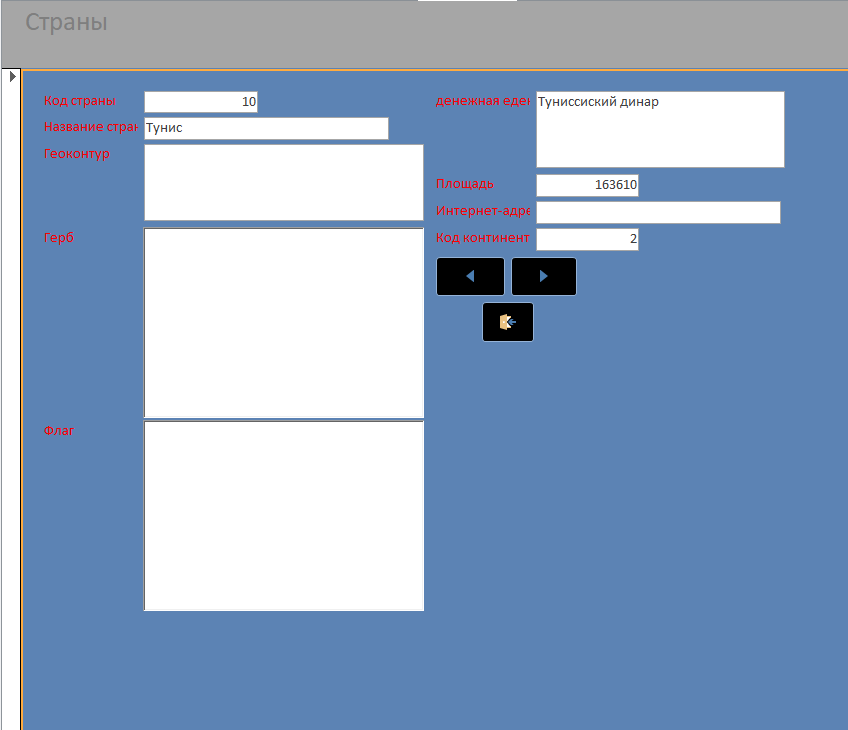 Страны
Код страны 10
Название стран Тунис
Геоконтур
Герб
Флаг
денежная еден Туниссиский динар
Площадь 163610
Интернет-адре
Код континент 2